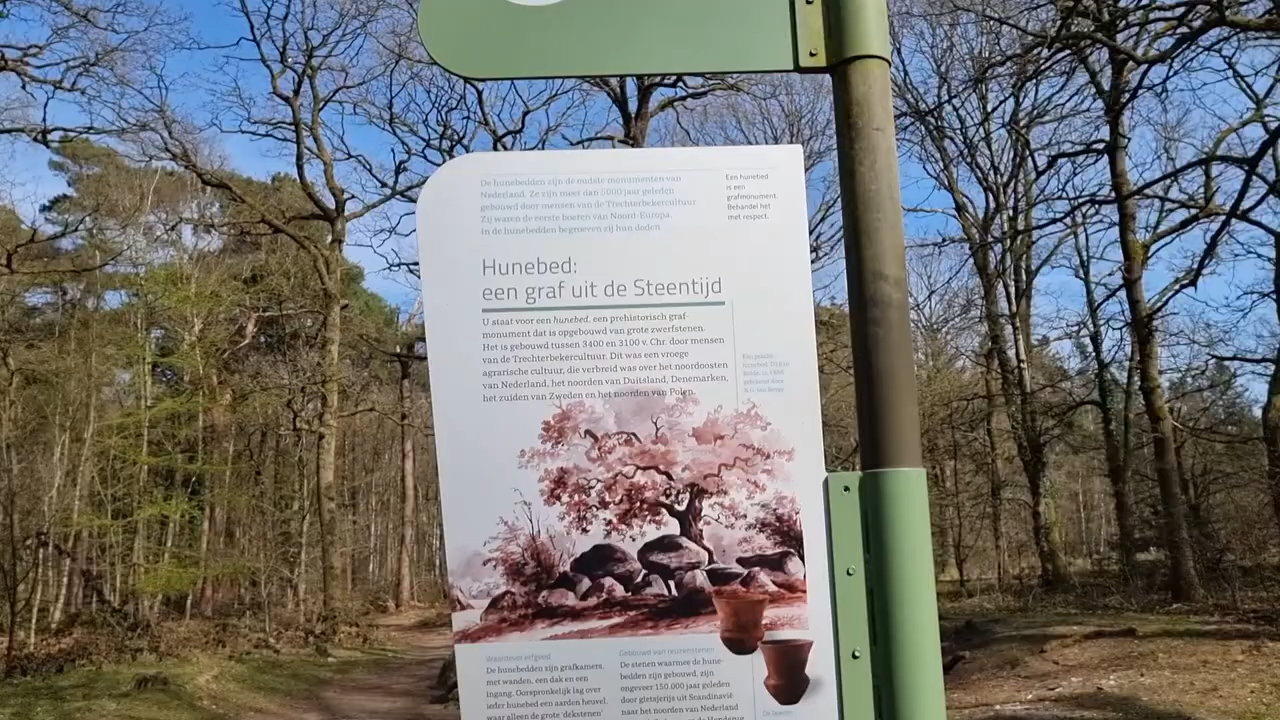 De hunebedden zijn de oudste monumenten van
Nederland. Ze zijn meer dan 5000 jaar geleden
gebouwd door mensen van de Trechterbekercultuur
Zij waren de eerste boeren van Noord-Europa.
In de hunebedden begroeven zij hun doden
Een hunebed
is een
grafmonument.
Behandel het
met respect.
Hunebed:
een graf uit de Steentijd
U staat voor een hunebed, een prehistorisch graf-
monument dat is opgebouwd van grote zwerfstenen.
Het is gebouwd tussen 3400 en 3100 v. Chr. door mensen
van de Trechterbekercultuur. Dit was een vroege
agrarische cultuur, die verbreid was over het noordoosten
van Nederland, het noorden van Duitsland, Denemarken,
het zuiden van Zweden en het noorden van Polen.
Waardevol erfgoed
De hunebedden zijn grafkamers,
met wanden, een dak en een
ingang. Oorspronkelijk lag over
ieder hunebed een aarden heuvel,
waar alleen de grote 'dekstenen'
Gebouwd van reuzenstenen
De stenen waarmee de hune-
bedden zijn gebouwd, zijn
ongeveer 150.000 jaar geleden
door gletsjerijs uit Scandinavië
naar het noorden van Nederland